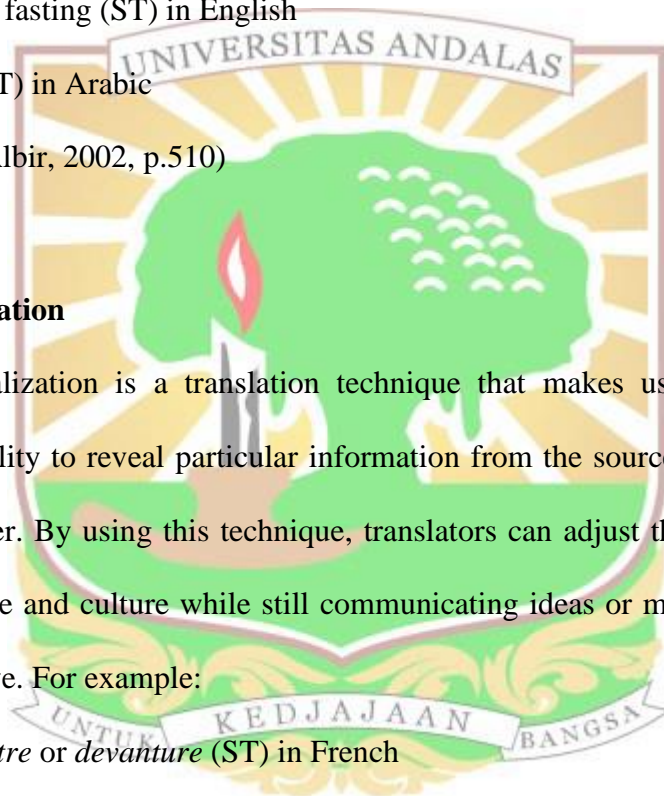 fasting (ST) in English
UNIVERSITAS ANDALAS
T) in Arabic
lbir, 2002, p.510)
ation
alization is a translation technique that makes us
lity to reveal particular information from the source
er. By using this technique, translators can adjust th
e and culture while still communicating ideas or m
ve. For example:
UNTUK KEDJAJAAN BANGSA
tre or devanture (ST) in French